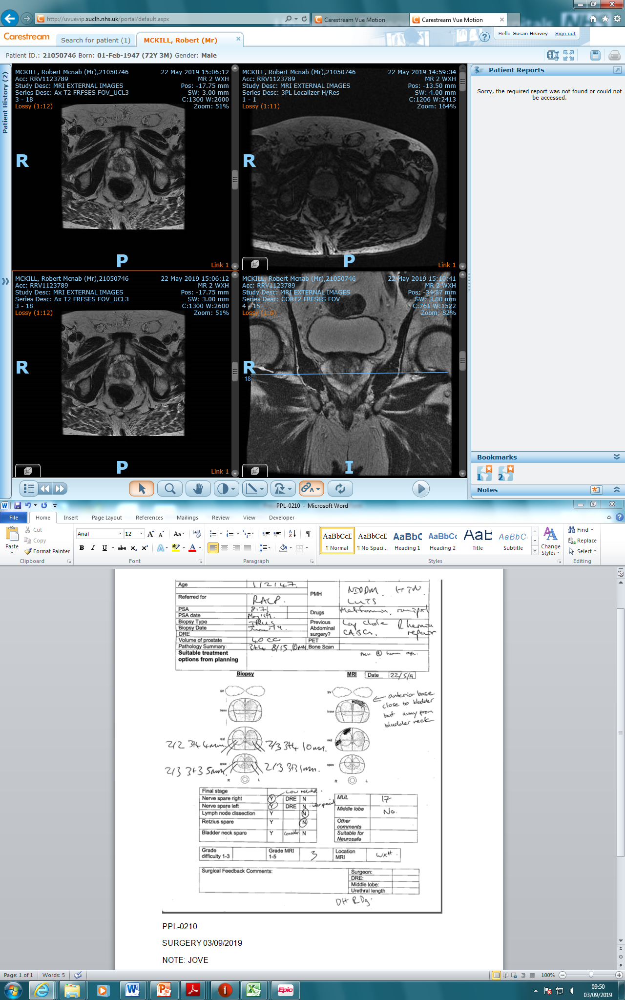 http://uvuevip.xuclh.nhs.uk/portal/default.aspx
Carestream Vue Motion
Carestream Vue Motion
Carestream
Search for patient (1)
MCKILL, Robert (Mr)
Hello Susan Heavey Sign out
Patient ID.: 21050746 Born: 01-Feb-1947 (72Y 3M) Gender: Male
Patient History (2)
MCKILL, Robert Mcnab (Mr),21050746
Acc: RRV1123789
Study Desc: MRI EXTERNAL IMAGES
Series Desc: Ax T2 FRFSES FOV_UCL3
3 - 18
Lossy (1:12)
22 May 2019 15:06:12
MR 2 WXH
Pos: -17.75 mm
SW: 3.00 mm
C:1300 W:2600
Zoom: 51%
R
P
Link 1
MCKILL, Robert Mcnab (Mr),21050746
Acc: RRV1123789
Study Desc: MRI EXTERNAL IMAGES
Series Desc: 3PL Localizer H/Res
1 - 1
Lossy (1:11)
22 May 2019 14:59:34
MR 2 WXH
Pos: -13.50 mm
SW: 4.00 mm
C:1206 W:2413
Zoom: 164%
R
P
Link 1
MCKILL, Robert Mcnab (Mr),21050746
Acc: RRV1123789
Study Desc: MRI EXTERNAL IMAGES
Series Desc: Ax T2 FRFSES FOV_UCL3
3 - 18
Lossy (1:12)
22 May 2019 15:06:12
MR 2 WXH
Pos: -17.75 mm
SW: 3.00 mm
C:1300 W:2600
Zoom: 51%
R
P
Link 1
MCKILL, Robert Mcnab (Mr),21050746
Acc: RRV1123789
Study Desc: MRI EXTERNAL IMAGES
Series Desc: CORT2 FRFSES FOV
4 - 15
Lossy (1:6)
22 May 2019 15:10:41
MR 2 WXH
Pos: -34.87 mm
SW: 3.00 mm
C:761 W:1522
Zoom: 82%
R
18
I
Patient Reports
Sorry, the required report was not found or could not
be accessed.
Bookmarks
1 2
Notes
PPL-0210 - Microsoft Word
File Home Insert Page Layout References Mailings Review View Developer
Paste
Cut
Copy
Format Painter
Clipboard
Arial 12
Font
Paragraph
AaBbCcD AaBbCcD AaBbC AaBbCc AaB AaBbCc
¶ Normal ¶ No Spaci... Heading 1 Heading 2 Title Subtitle
Change Styles
Styles
Find
Replace
Select
Editing
Age 1/2/47.
Referred for RALP.
PSA 8.7
PSA date May '19.
Biopsy Type TRUS
Biopsy Date June '19.
DRE
Volume of prostate 40 cc
Pathology Summary 3+4 8/15. 10mm.
Suitable treatment
options from planning
PMH NIDDM. HTN.
LUTS
Drugs Metformin, ramipril
Previous Abdominal surgery? Lap chole R hernia repair
CABG.
PET
Bone Scan
Prev. R hernia repr.
Biopsy
MRI Date 22/5/19
SV
base
mid
apex
R L
2/2 3+4 4mm.
2/3 3+4 10mm.
2/3 3+3 5mm.
2/3 3+3 1mm.
SV
base
mid
apex
R L
← anterior base
close to bladder
but away from
bladder neck
Final stage
Nerve spare right Y DRE N
Nerve spare left Y DRE N
Lymph node dissection Y N
Retzius spare Y N
Bladder neck spare Y consider N
MUL 17
Middle lobe No.
Other comments
Suitable for Neurosafe
Grade difficulty 1-3
Grade MRI 1-5 3
Location MRI WXH.
Surgical Feedback Comments:
Surgeon:
DRE:
Middle lobe:
Urethral length
PPL-0210
SURGERY 03/09/2019
NOTE: JOVE
Page: 1 of 1 Words: 5
100%
Epic
09:50
03/09/2019